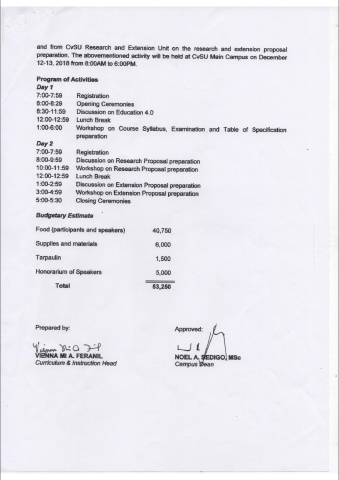 and from CvSU Research and Extension Unit on the research and extension proposal
preparation. The abovementioned activity will be held at CvSU Main Campus on December
12-13, 2018 from 8:00AM to 6:00PM.
Program of Activities
Day 1
7:00-7:59 Registration
8:00-8:29 Opening Ceremonies
8:30-11:59 Discussion on Education 4.0
12:00-12:59 Lunch Break
1:00-6:00 Workshop on Course Syllabus, Examination and Table of Specification
preparation
Day 2
7:00-7:59 Registration
8:00-9:59 Discussion on Research Proposal preparation
10:00-11:59 Workshop on Research Proposal preparation
12:00-12:59 Lunch Break
1:00-2:59 Discussion on Extension Proposal preparation
3:00-4:59 Workshop on Extension Proposal preparation
5:00-5:30 Closing Ceremonies
Budgetary Estimate
Food (participants and speakers) 40,750
Supplies and materials 6,000
Tarpaulin 1,500
Honorarium of Speakers 5,000
Total 53,250
Prepared by: Approved:
VIENNA MI A. FERANIL NOEL A. SEDIGO, MSc
Curriculum & Instruction Head Campus Dean